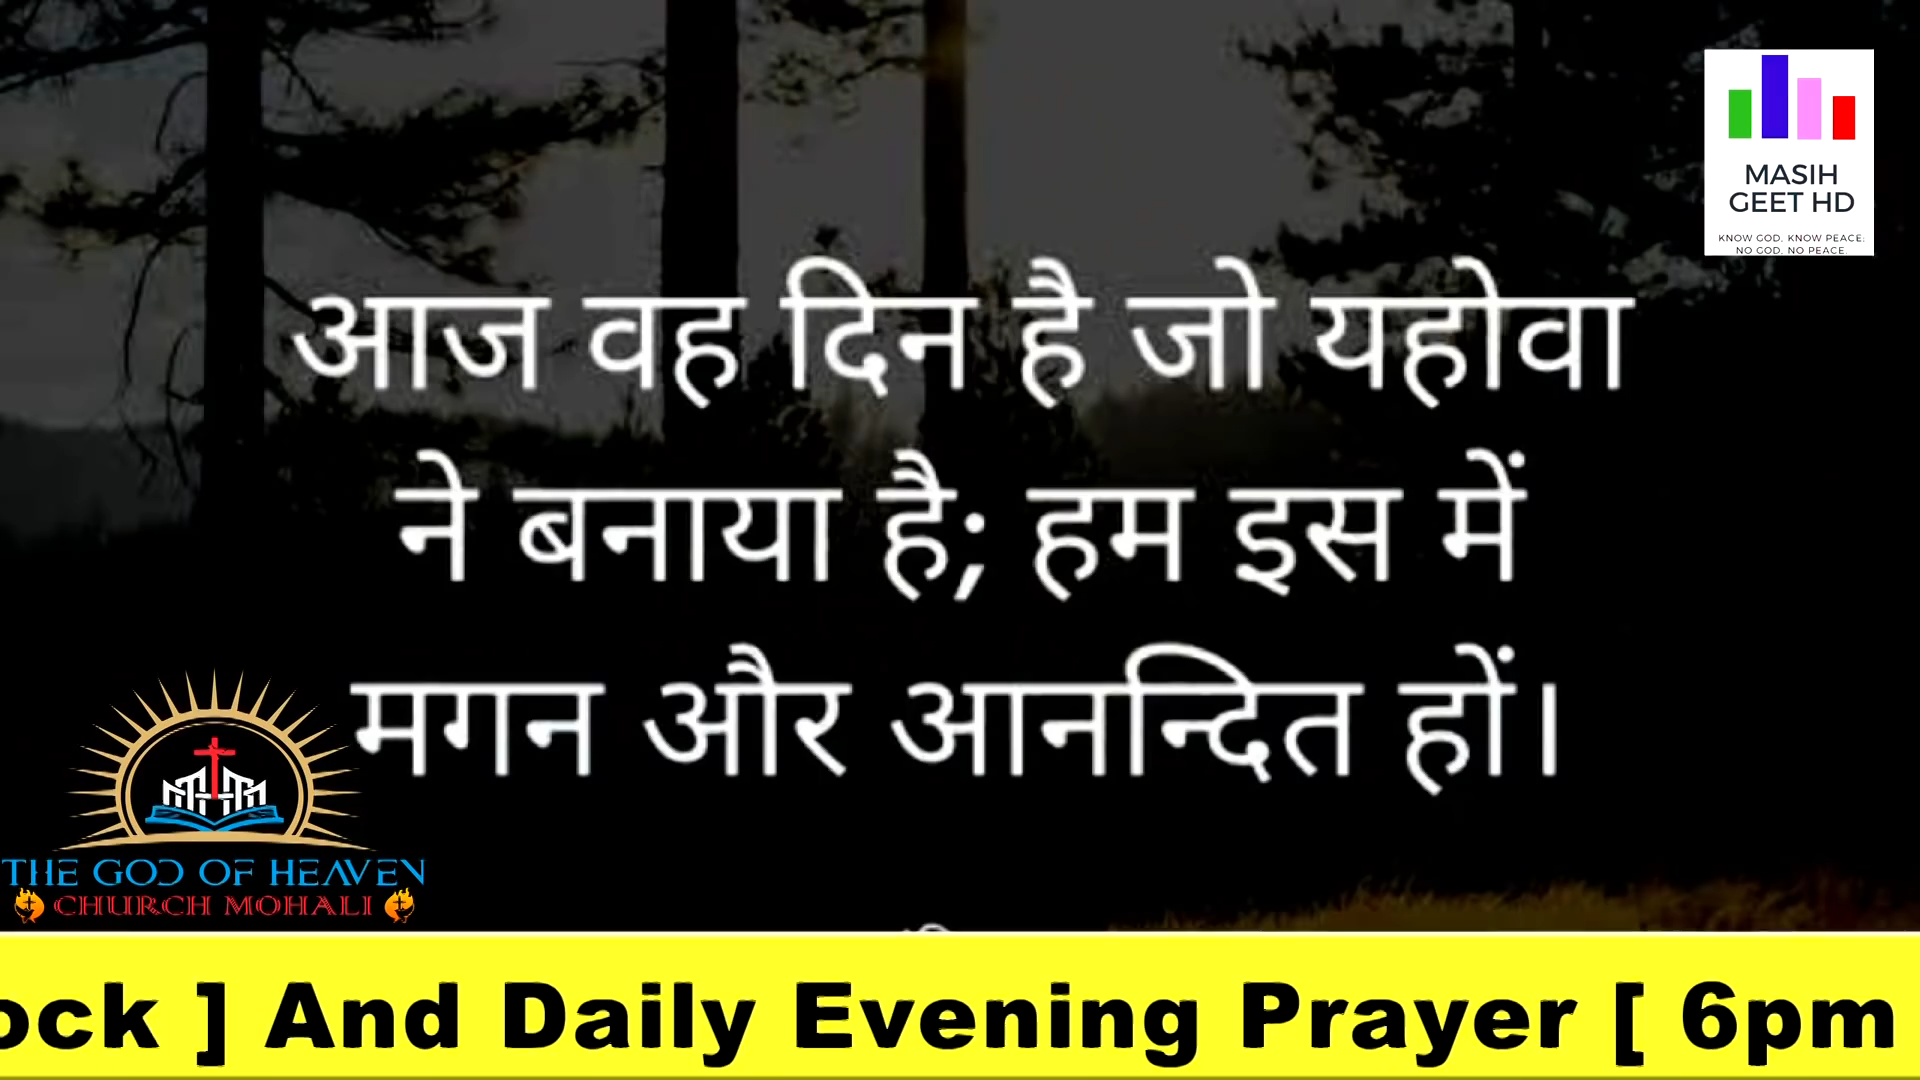 MASIH
GEET HD
KNOW GOD, KNOW PEACE;
NO GOD, NO PEACE.
आज वह दिन है जो यहोवा
ने बनाया है; हम इस में
मगन और आनन्दित हों।
THE GOD OF HEAVEN
CHURCH MOHALI
ock ] And Daily Evening Prayer [ 6pm